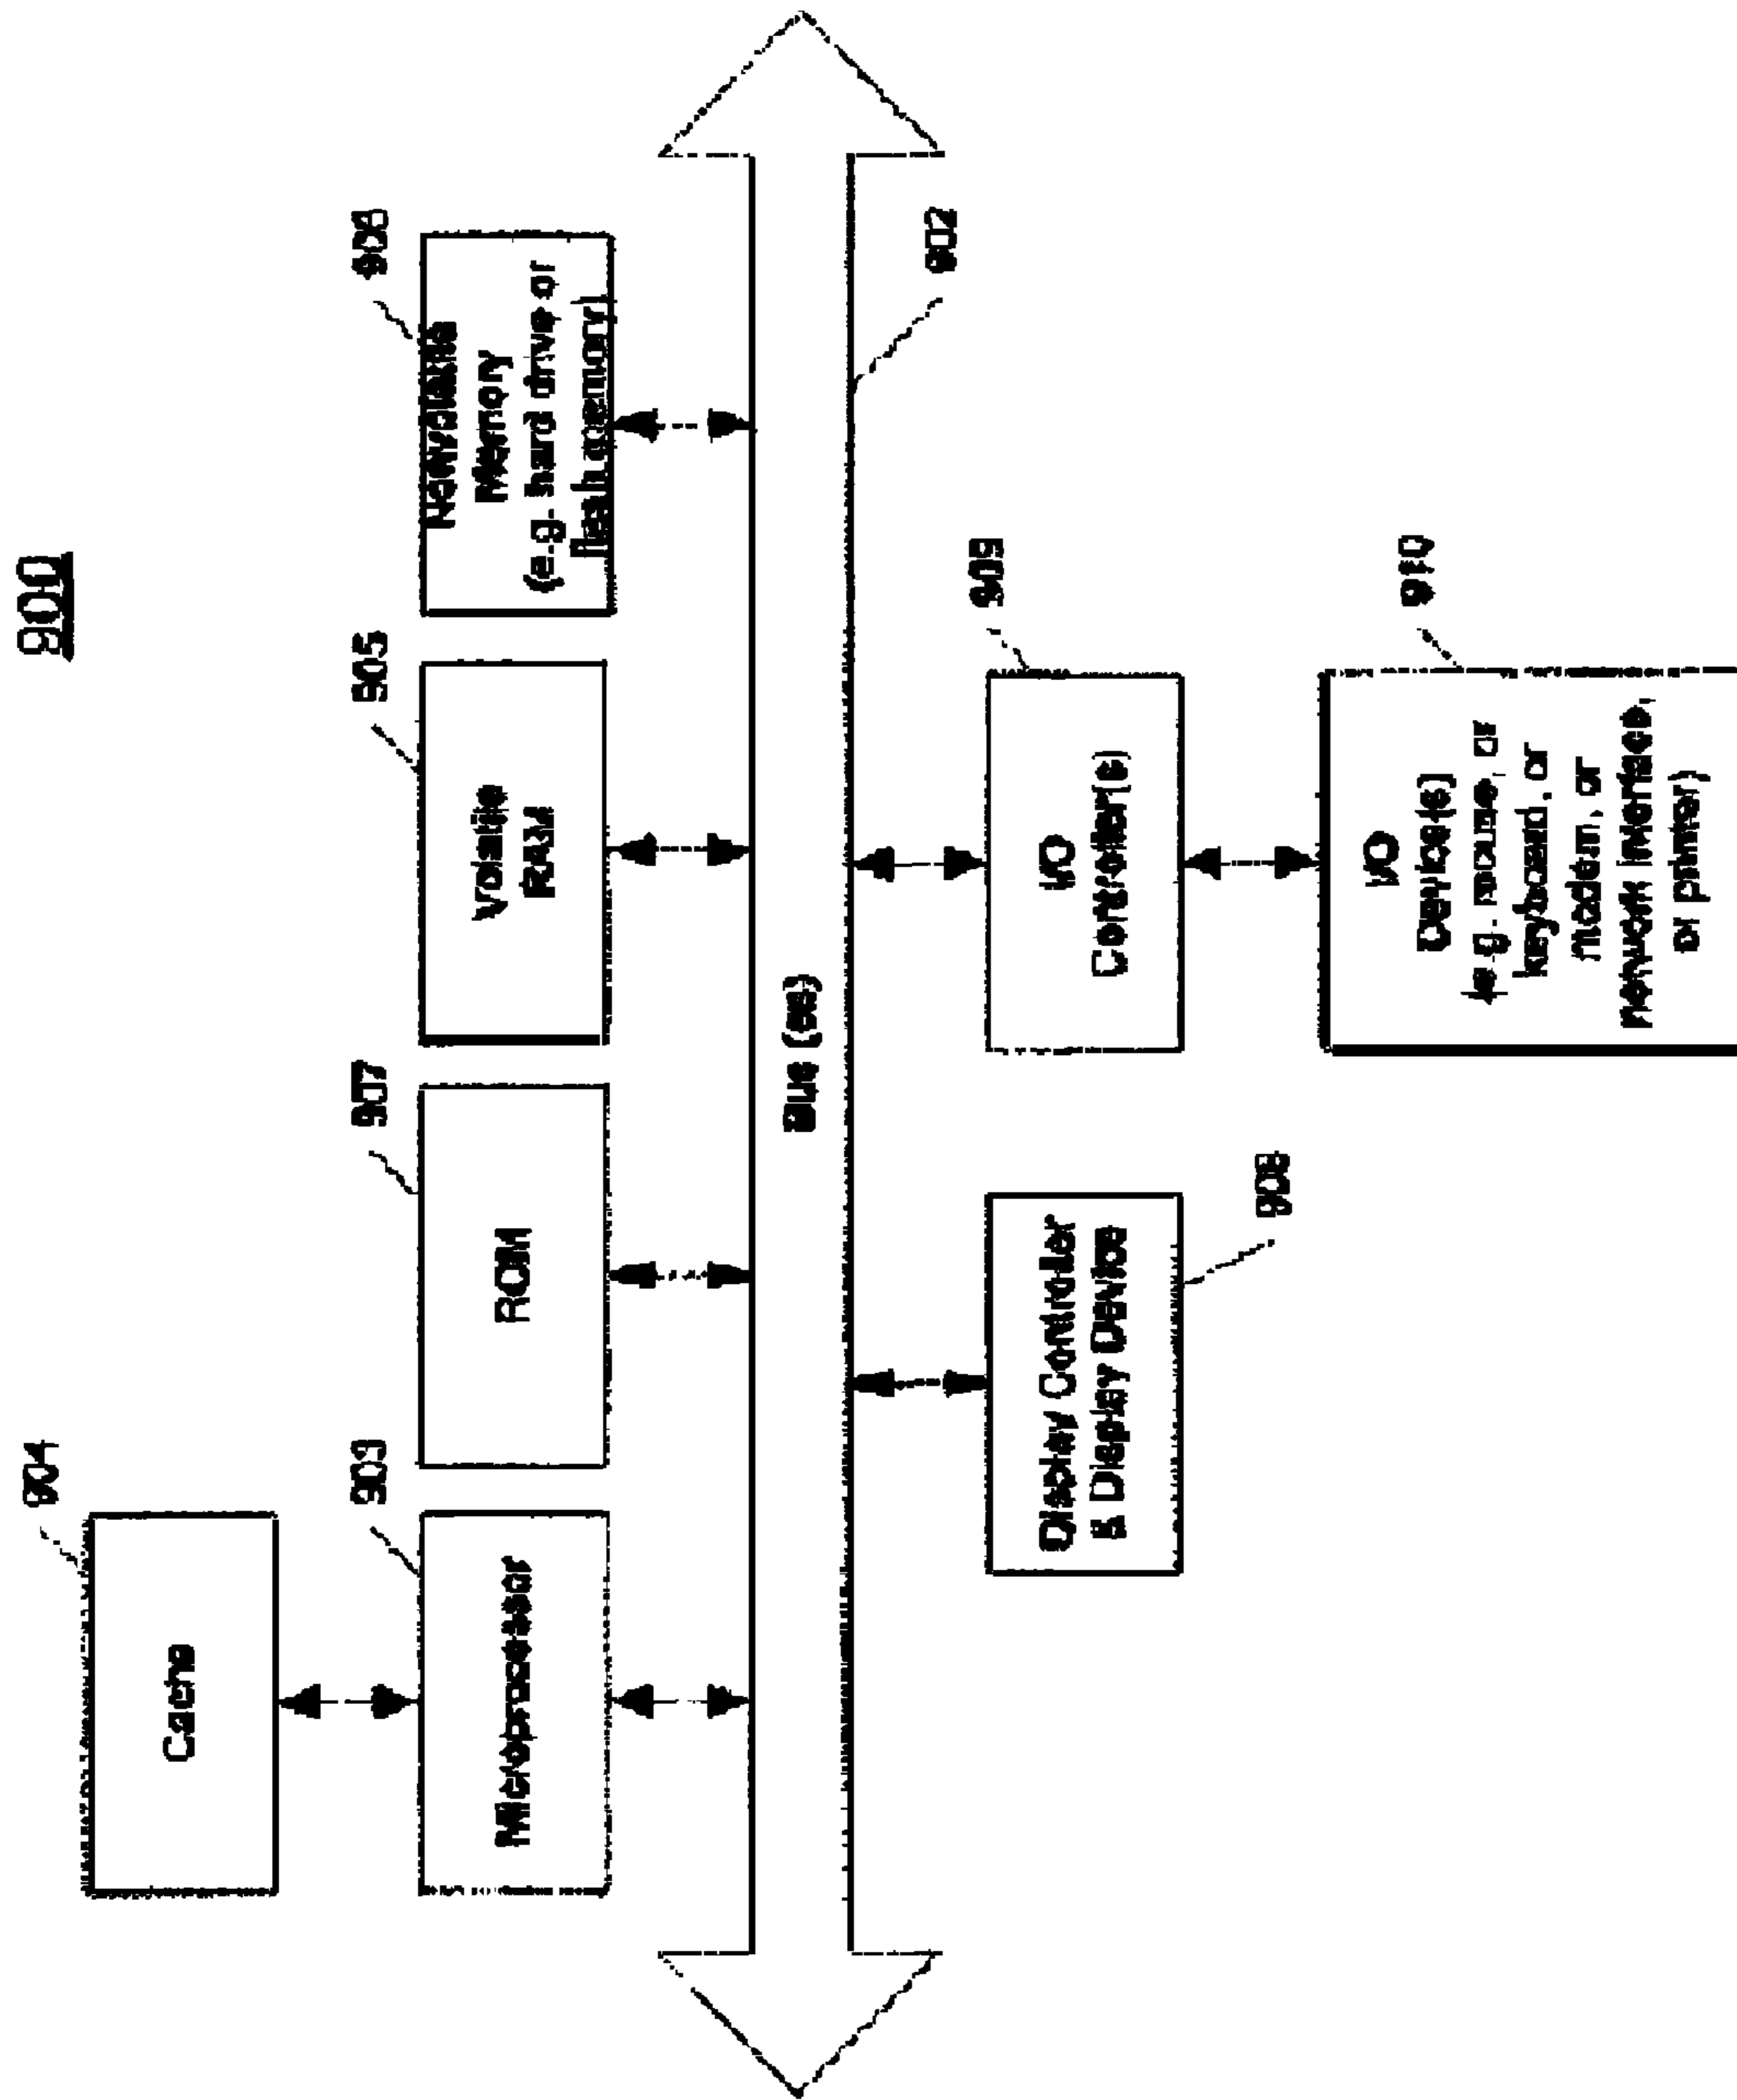 900
904
Cache
903
907
905
906
Microprocessor
ROM
Volatile
RAM
Nonvolatile
Memory
(e.g. hard drive or
flash memory)
Bus (es)
902
909
Display Controller
& Display Device
908
I/O
Controller(s)
910
I/O
Device(s)
(e.g. mouse, or
keyboard, or
modem, or
network interface,
or printer)